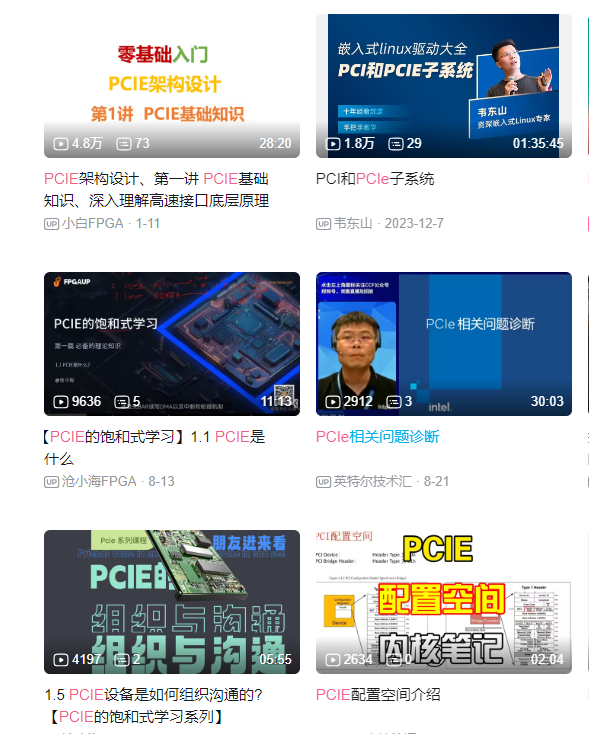 零基础入门
PCIE架构设计
第1讲 PCIE基础知识
4.8万 73 28:20
PCIE架构设计、第一讲 PCIE基础
知识、深入理解高速接口底层原理
UP 小白FPGA · 1-11
嵌入式linux驱动大全
PCI和PCIE子系统
十年经验沉淀
手把手教学
韦东山
资深嵌入式Linux专家
1.8万 29 01:35:45
PCI和PCIe子系统
UP 韦东山 · 2023-12-7
FPGAUP
PCIE的饱和式学习
第一篇 必备的理论知识
1.1 PCIE是什么?
@沧小海
9636 5 11:13
【PCIE的饱和式学习】1.1 PCIE是
什么
UP 沧小海FPGA · 8-13
PCIe 相关问题诊断
intel.
2912 3 30:03
PCIe相关问题诊断
UP 英特尔技术汇 · 8-21
Pcie 系列课程
朋友进来看
PCIE的
组织与沟通
组织与沟通
4197 2 05:55
1.5 PCIE设备是如何组织沟通的?
【PCIE的饱和式学习系列】
PCI配置空间
PCI Device: Header Type
PCI Bridge Header: Header Type
PCIE
配置空间
内核笔记
Device
2634 0 02:04
PCIE配置空间介绍